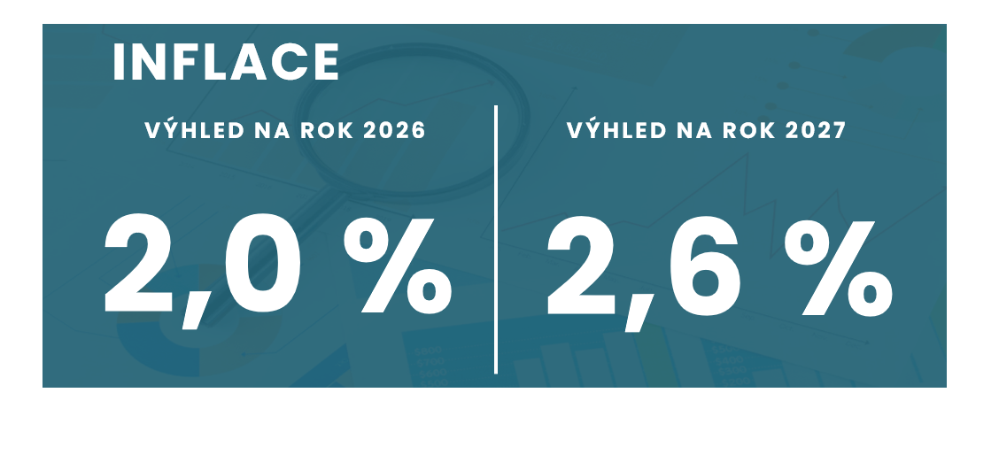 INFLACE
VÝHLED NA ROK 2026
2,0 %
VÝHLED NA ROK 2027
2,6 %